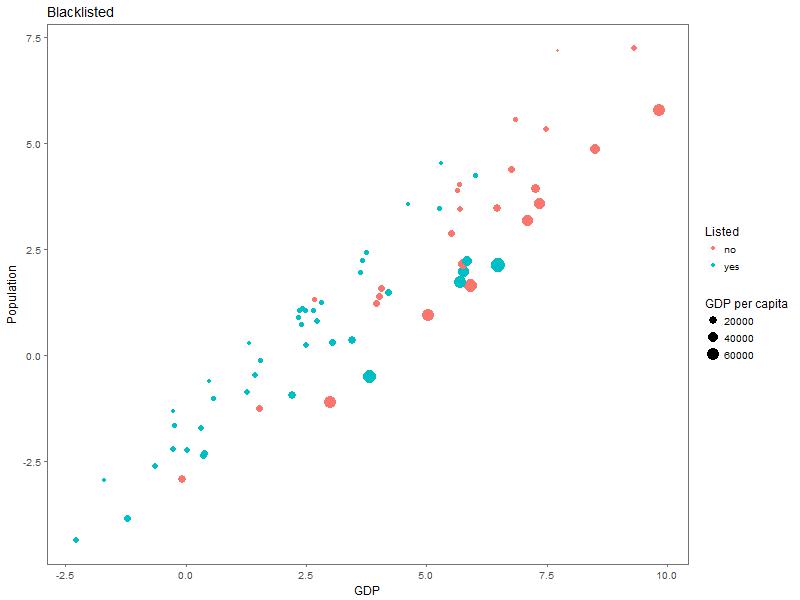 Blacklisted
7.5
5.0
2.5
0.0
-2.5
Population
-2.5 0.0 2.5 5.0 7.5 10.0
GDP
Listed
no
yes
GDP per capita
20000
40000
60000